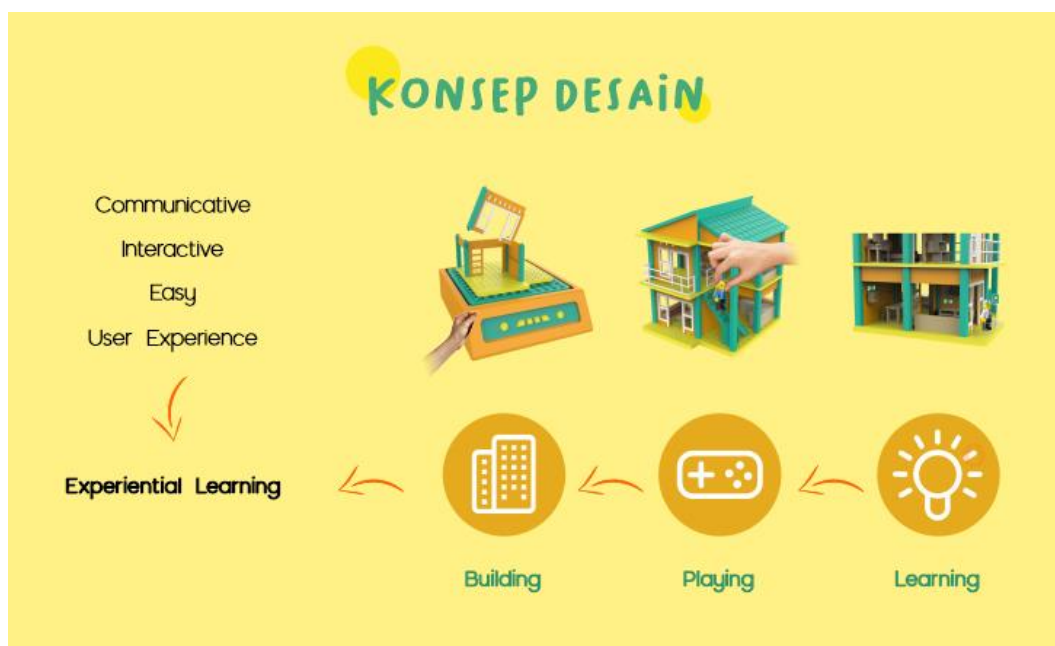 KONSEP DESAiN
Communicative
Interactive
Easy
User Experience
Experiential Learning
Building
Playing
Learning